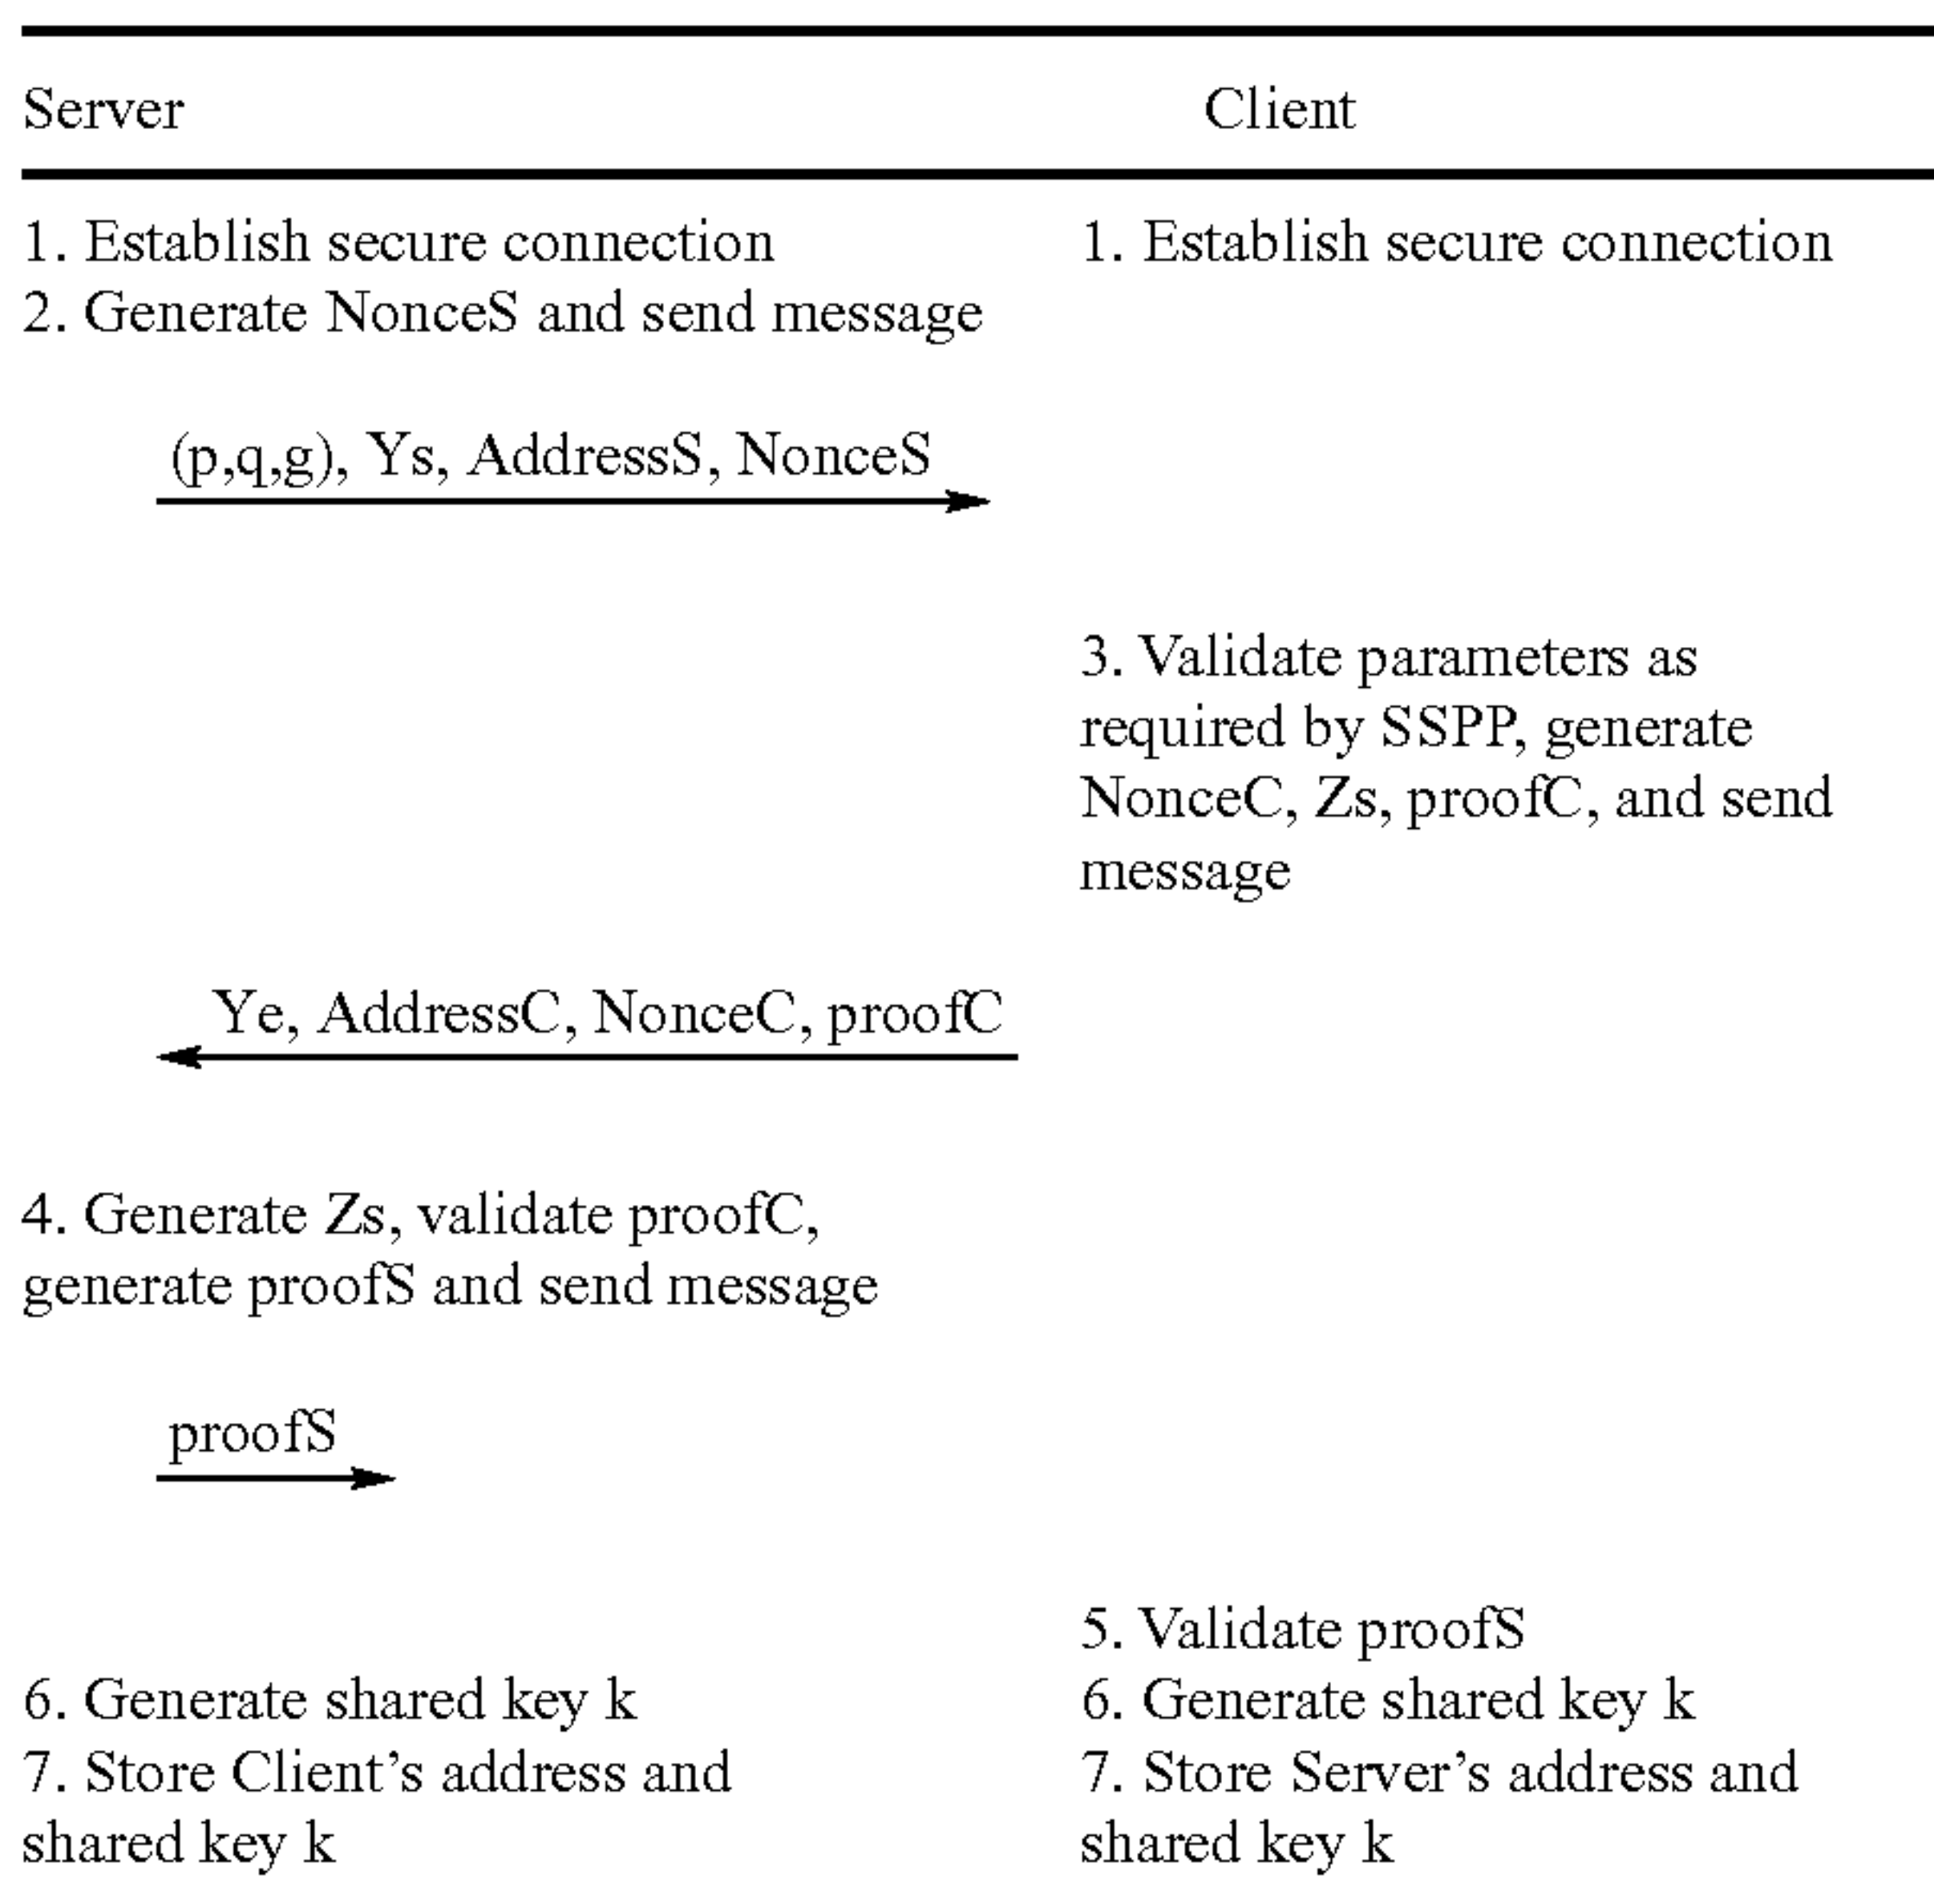 Server Client
1. Establish secure connection 1. Establish secure connection
2. Generate NonceS and send message
(p,q,g), Ys, AddressS, NonceS
3. Validate parameters as
required by SSPP, generate
NonceC, Zs, proofC, and send
message
Ye, AddressC, NonceC, proofC
4. Generate Zs, validate proofC,
generate proofS and send message
proofS
5. Validate proofS
6. Generate shared key k 6. Generate shared key k
7. Store Client's address and 7. Store Server's address and
shared key k shared key k